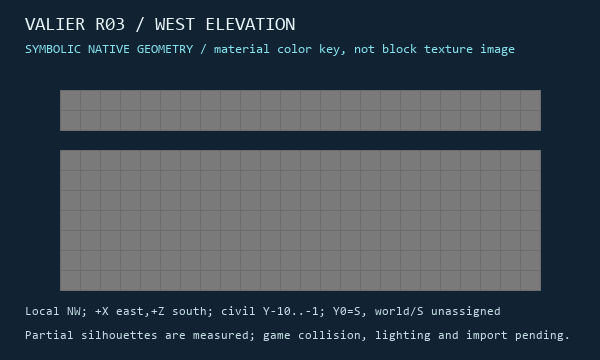 VALIER R03 / WEST ELEVATION
SYMBOLIC NATIVE GEOMETRY / material color key, not block texture image
Local NW; +X east,+Z south; civil Y-10..-1; Y0=S, world/S unassigned
Partial silhouettes are measured; game collision, lighting and import pending.